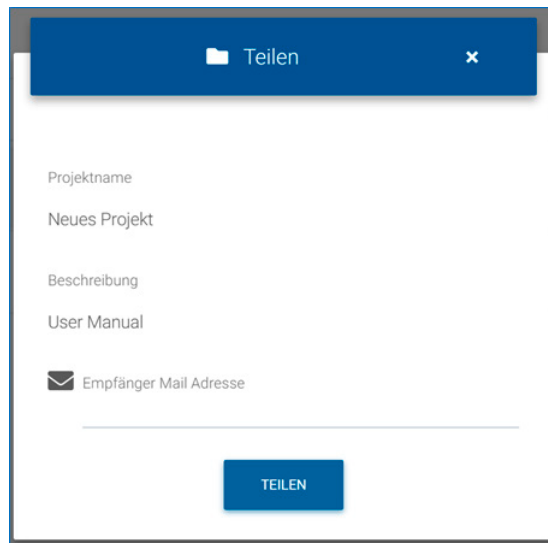 Teilen
Projektname
Neues Projekt
Beschreibung
User Manual
Empfänger Mail Adresse
TEILEN